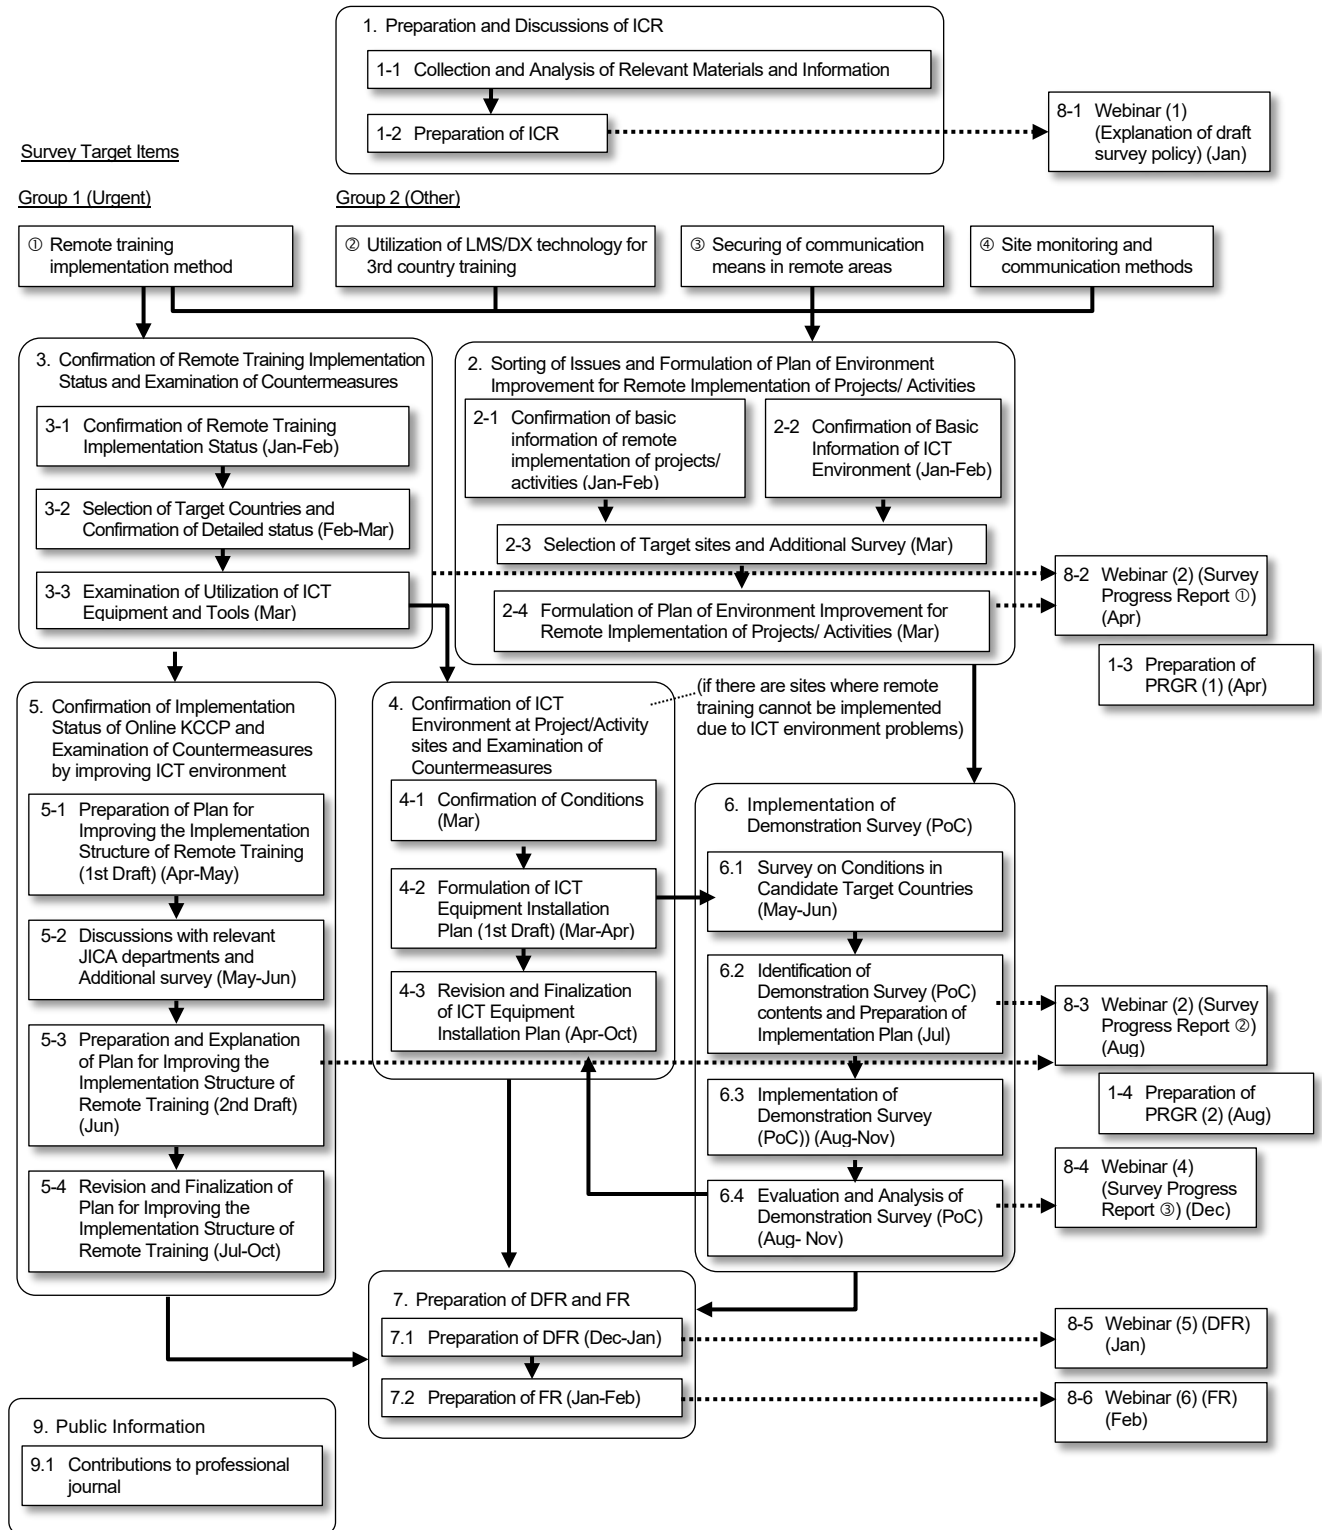 1. Preparation and Discussions of ICR
1-1 Collection and Analysis of Relevant Materials and Information
1-2 Preparation of ICR
8-1 Webinar (1)
(Explanation of draft
survey policy) (Jan)
Survey Target Items
Group 1 (Urgent)
Group 2 (Other)
① Remote training
implementation method
② Utilization of LMS/DX technology for
3rd country training
③ Securing of communication
means in remote areas
④ Site monitoring and
communication methods
3. Confirmation of Remote Training Implementation
Status and Examination of Countermeasures
3-1 Confirmation of Remote Training
Implementation Status (Jan-Feb)
3-2 Selection of Target Countries and
Confirmation of Detailed status (Feb-Mar)
3-3 Examination of Utilization of ICT
Equipment and Tools (Mar)
2. Sorting of Issues and Formulation of Plan of Environment
Improvement for Remote Implementation of Projects/ Activities
2-1 Confirmation of basic
information of remote
implementation of projects/
activities (Jan-Feb)
2-2 Confirmation of Basic
Information of ICT
Environment (Jan-Feb)
2-3 Selection of Target sites and Additional Survey (Mar)
2-4 Formulation of Plan of Environment Improvement for
Remote Implementation of Projects/ Activities (Mar)
8-2 Webinar (2) (Survey
Progress Report ①)
(Apr)
1-3 Preparation of
PRGR (1) (Apr)
5. Confirmation of Implementation
Status of Online KCCP and
Examination of Countermeasures
by improving ICT environment
5-1 Preparation of Plan for
Improving the Implementation
Structure of Remote Training
(1st Draft) (Apr-May)
5-2 Discussions with relevant
JICA departments and
Additional survey (May-Jun)
5-3 Preparation and Explanation
of Plan for Improving the
Implementation Structure of
Remote Training (2nd Draft)
(Jun)
5-4 Revision and Finalization of
Plan for Improving the
Implementation Structure of
Remote Training (Jul-Oct)
4. Confirmation of ICT
Environment at Project/Activity
sites and Examination of
Countermeasures
(if there are sites where remote
training cannot be implemented
due to ICT environment problems)
4-1 Confirmation of Conditions
(Mar)
4-2 Formulation of ICT
Equipment Installation
Plan (1st Draft) (Mar-Apr)
4-3 Revision and Finalization
of ICT Equipment
Installation Plan (Apr-Oct)
6. Implementation of
Demonstration Survey (PoC)
6.1 Survey on Conditions in
Candidate Target Countries
(May-Jun)
6.2 Identification of
Demonstration Survey (PoC)
contents and Preparation of
Implementation Plan (Jul)
6.3 Implementation of
Demonstration Survey
(PoC)) (Aug-Nov)
6.4 Evaluation and Analysis of
Demonstration Survey (PoC)
(Aug- Nov)
8-3 Webinar (2) (Survey
Progress Report ②)
(Aug)
1-4 Preparation of
PRGR (2) (Aug)
8-4 Webinar (4)
(Survey Progress
Report ③) (Dec)
7. Preparation of DFR and FR
7.1 Preparation of DFR (Dec-Jan)
7.2 Preparation of FR (Jan-Feb)
8-5 Webinar (5) (DFR)
(Jan)
8-6 Webinar (6) (FR)
(Feb)
9. Public Information
9.1 Contributions to professional
journal